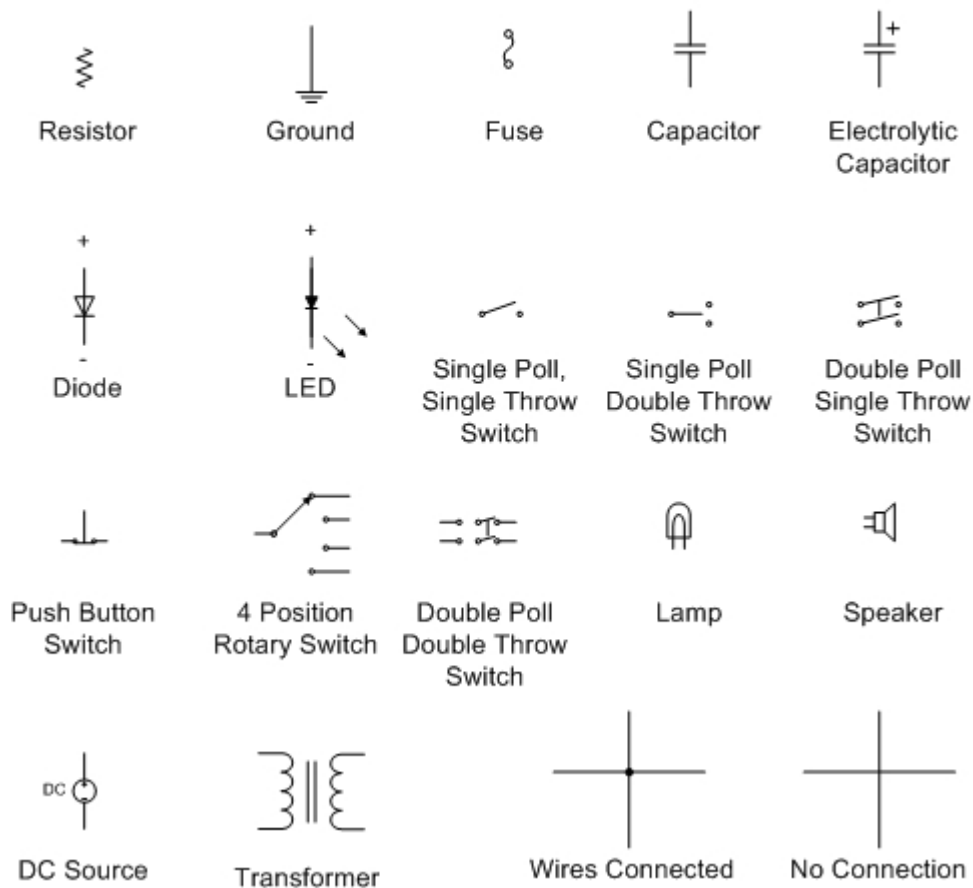 +
Resistor
Ground
Fuse
Capacitor
Electrolytic
Capacitor
+
+
-
-
Diode
LED
Single Poll,
Single Throw
Switch
Single Poll
Double Throw
Switch
Double Poll
Single Throw
Switch
Push Button
Switch
4 Position
Rotary Switch
Double Poll
Double Throw
Switch
Lamp
Speaker
DC
DC Source
Transformer
Wires Connected
No Connection